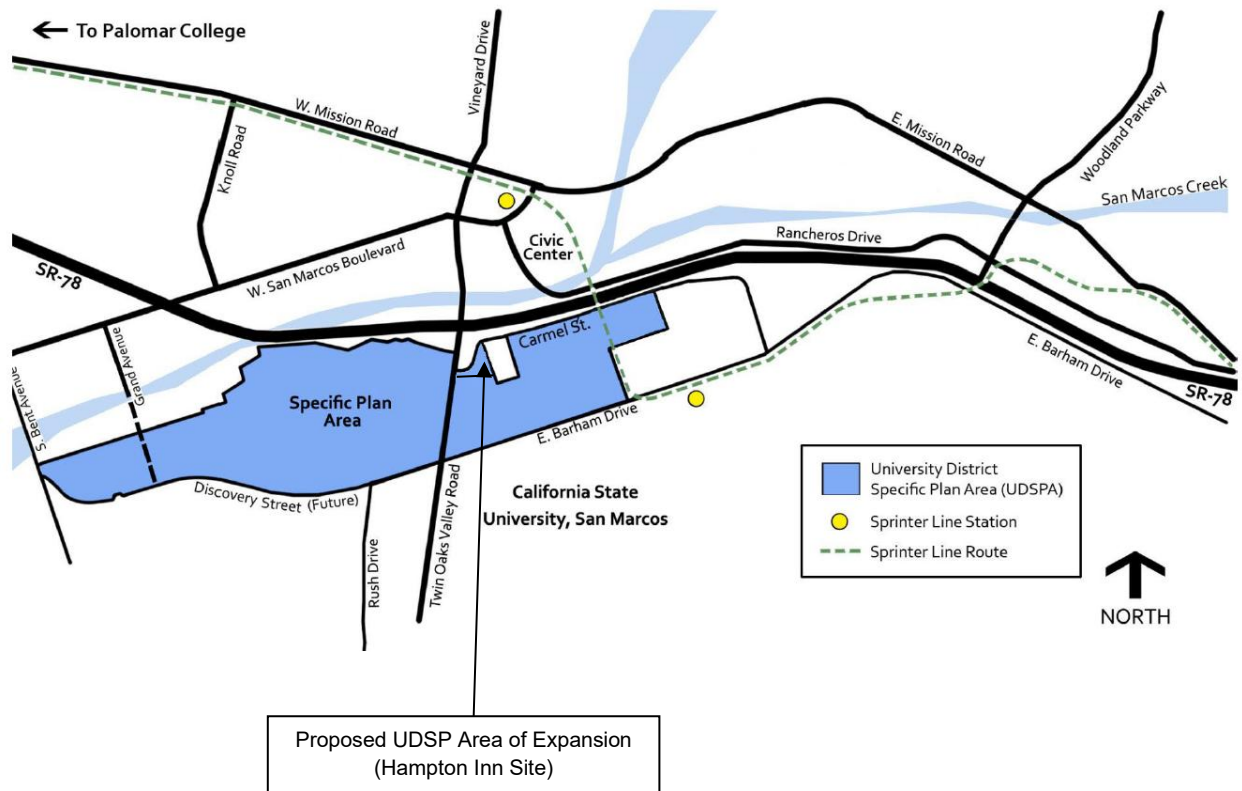 To Palomar College
Vineyard Drive
W. Mission Road
Knoll Road
E. Mission Road
Woodland Parkway
San Marcos Creek
Civic
Center
Rancheros Drive
SR-78
W. San Marcos Boulevard
Carmel St.
S. Bent Avenue
Grand Avenue
Specific Plan
Area
E. Barham Drive
E. Barham Drive
SR-78
Discovery Street (Future)
California State
University, San Marcos
Rush Drive
Twin Oaks Valley Road
University District
Specific Plan Area (UDSPA)
Sprinter Line Station
Sprinter Line Route
NORTH
Proposed UDSP Area of Expansion
(Hampton Inn Site)